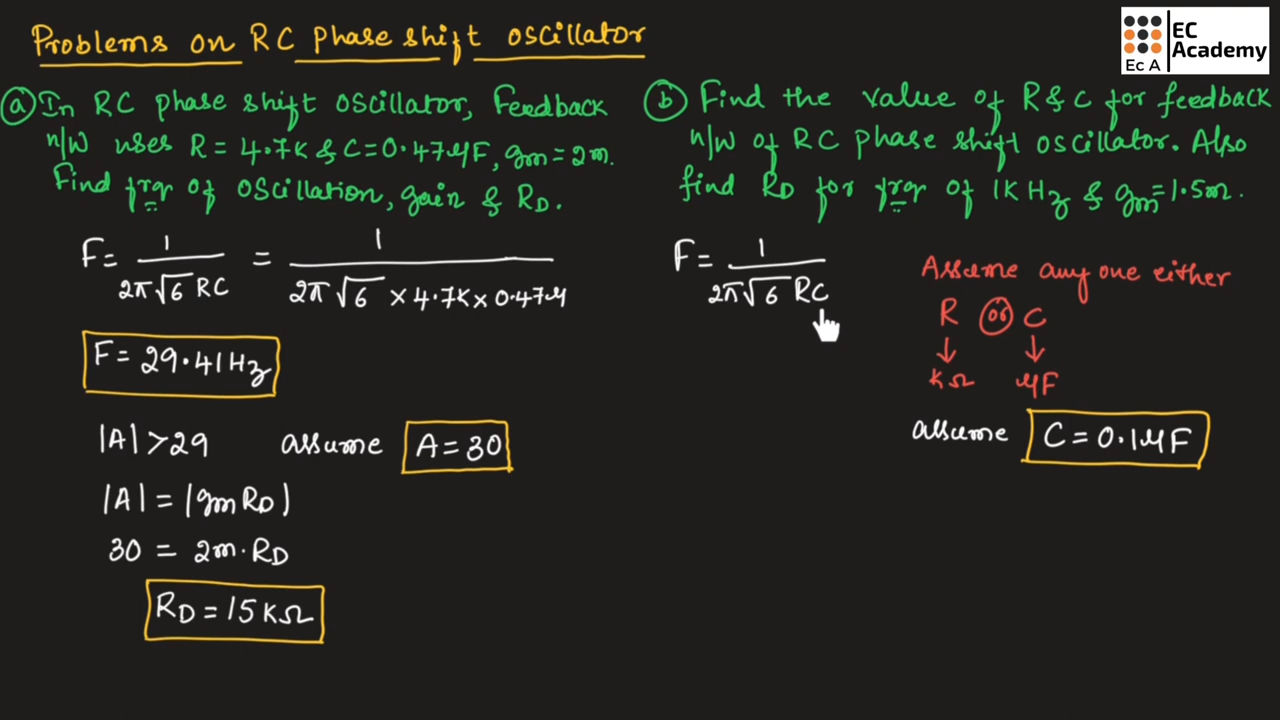 Problems on RC phase shift oscillator
EC
Academy
Ec A
(a) In RC phase shift oscillator, Feedback
n/w uses R = 4.7K & C=0.47μF, gm=2m.
Find frqr of oscillation, gain & RD.
F = 1 / 2π√6 RC = 1 / 2π√6 × 4.7K × 0.47μ
F = 29.41Hz
|A| > 29 assume A = 30
|A| = |gm RD|
30 = 2m · RD
RD = 15KΩ
(b) Find the value of R & C for feedback
n/w of RC phase shift oscillator. Also
find RD for frqr of 1KHz & gm=1.5m.
F = 1 / 2π√6 RC
Assume any one either
R or C
↓ ↓
KΩ μF
assume C = 0.1μF